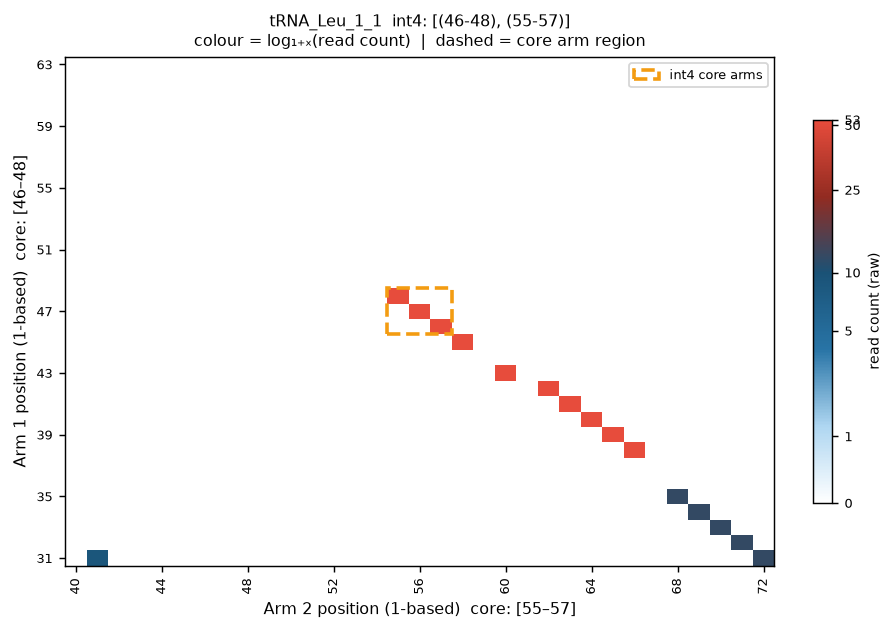 tRNA_Leu_1_1  int4: [(46-48), (55-57)]
colour = log₁₊ₓ(read count)  |  dashed = core arm region
int4 core arms
63
59
55
51
47
43
39
35
31
Arm 1 position (1-based)  core: [46–48]
40 44 48 52 56 60 64 68 72
Arm 2 position (1-based)  core: [55–57]
53
50
25
10
5
1
0
read count (raw)